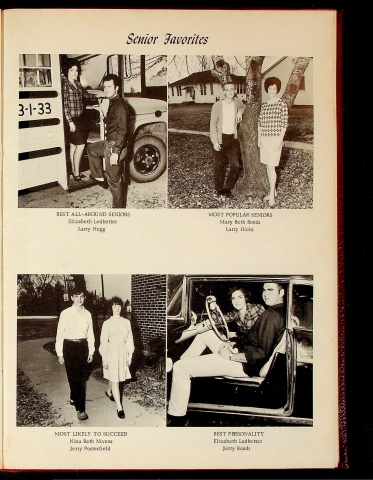 Senior Favorites
3-1-33
BEST ALL-AROUND SENIORS
Elizabeth Ledbetter
Larry Hagg
MOST POPULAR SENIORS
Mary Beth Bonds
Larry Hicks
MOST LIKELY TO SUCCEED
Nina Beth Nivens
Jerry Porterfield
BEST PERSONALITY
Elizabeth Ledbetter
Jerry Bonds